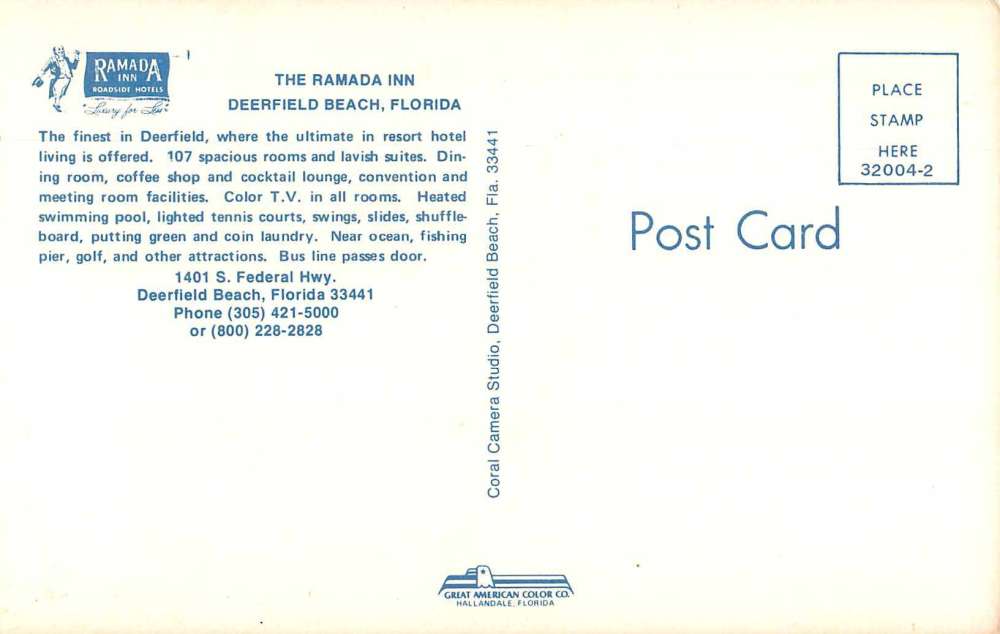 RAMADA
INN
ROADSIDE HOTELS
"Luxury for Less"
THE RAMADA INN
DEERFIELD BEACH, FLORIDA
The finest in Deerfield, where the ultimate in resort hotel
living is offered. 107 spacious rooms and lavish suites. Din-
ing room, coffee shop and cocktail lounge, convention and
meeting room facilities. Color T.V. in all rooms. Heated
swimming pool, lighted tennis courts, swings, slides, shuffle-
board, putting green and coin laundry. Near ocean, fishing
pier, golf, and other attractions. Bus line passes door.
1401 S. Federal Hwy.
Deerfield Beach, Florida 33441
Phone (305) 421-5000
or (800) 228-2828
Coral Camera Studio, Deerfield Beach, Fla. 33441
PLACE
STAMP
HERE
32004-2
Post Card
GREAT AMERICAN COLOR CO.
HALLANDALE, FLORIDA